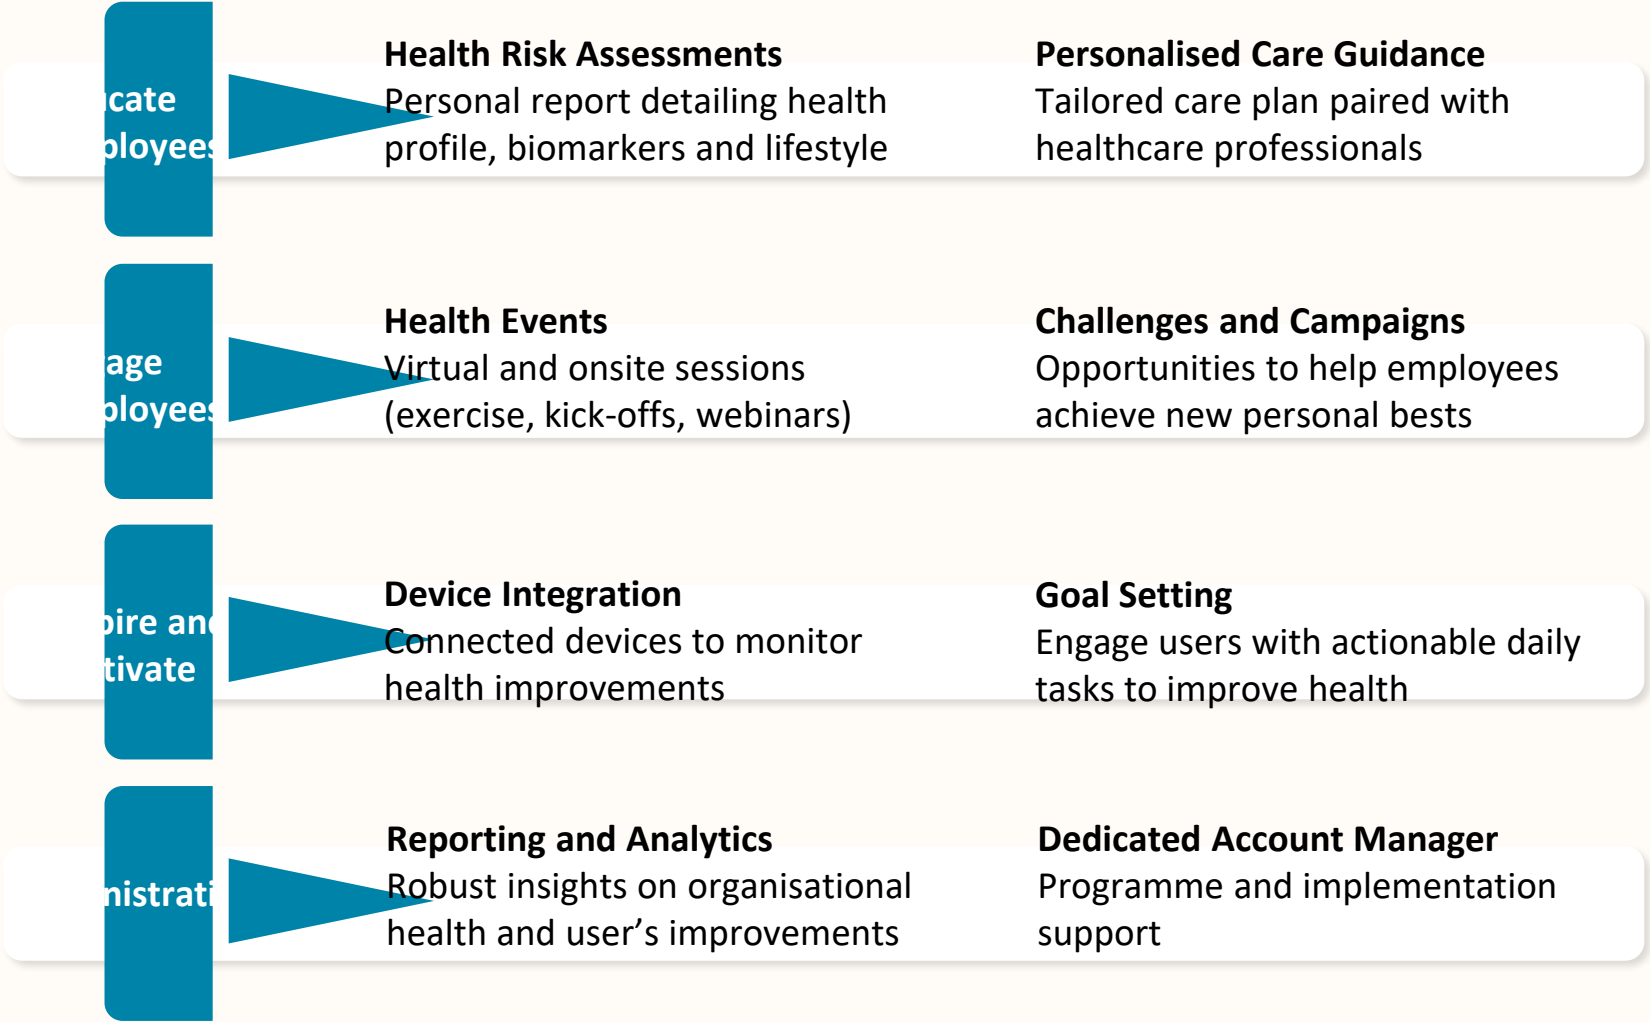 Health Risk Assessments
Personal report detailing health
profile, biomarkers and lifestyle
Personalised Care Guidance
Tailored care plan paired with
healthcare professionals
Health Events
Virtual and onsite sessions
(exercise, kick-offs, webinars)
Challenges and Campaigns
Opportunities to help employees
achieve new personal bests
Device Integration
Connected devices to monitor
health improvements
Goal Setting
Engage users with actionable daily
tasks to improve health
Reporting and Analytics
Robust insights on organisational
health and user’s improvements
Dedicated Account Manager
Programme and implementation
support